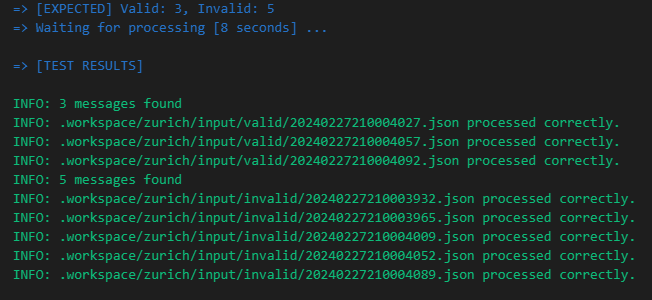 => [EXPECTED] Valid: 3, Invalid: 5
=> Waiting for processing [8 seconds] ...
=> [TEST RESULTS]
INFO: 3 messages found
INFO: .workspace/zurich/input/valid/20240227210004027.json processed correctly.
INFO: .workspace/zurich/input/valid/20240227210004057.json processed correctly.
INFO: .workspace/zurich/input/valid/20240227210004092.json processed correctly.
INFO: 5 messages found
INFO: .workspace/zurich/input/invalid/20240227210003932.json processed correctly.
INFO: .workspace/zurich/input/invalid/20240227210003965.json processed correctly.
INFO: .workspace/zurich/input/invalid/20240227210004009.json processed correctly.
INFO: .workspace/zurich/input/invalid/20240227210004052.json processed correctly.
INFO: .workspace/zurich/input/invalid/20240227210004089.json processed correctly.